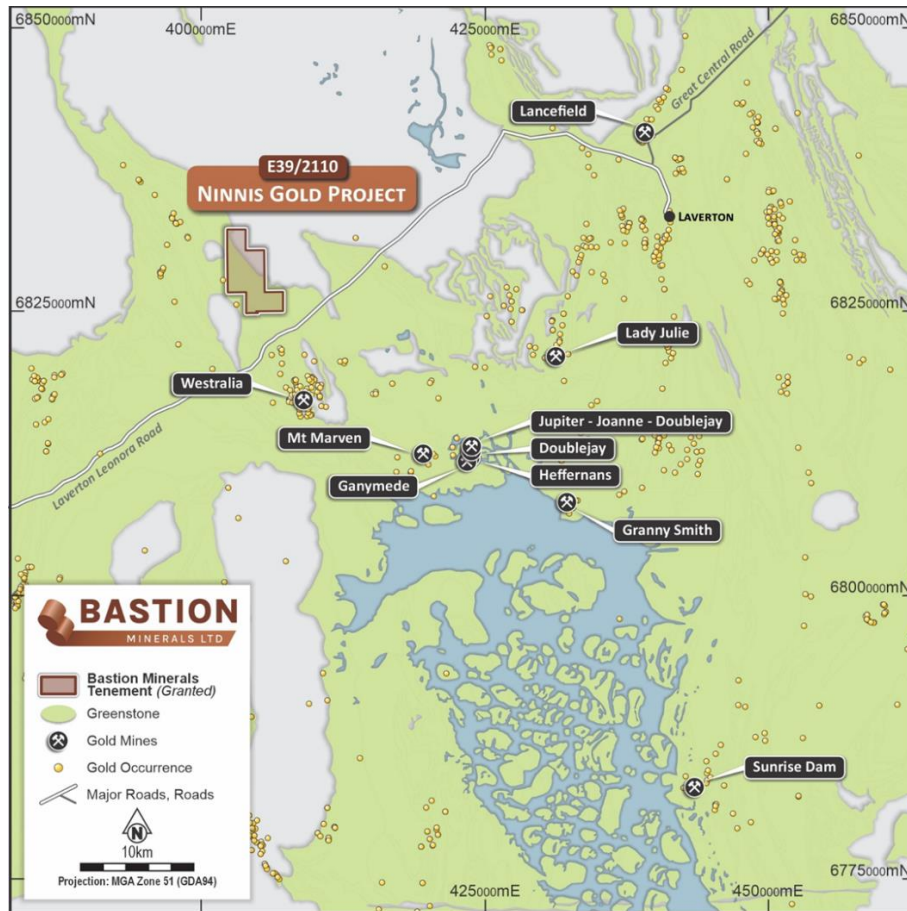 6850000mN
400000mE
425000mE
6850000mN
Great Central Road
Lancefield
E39/2110
NINNIS GOLD PROJECT
LAVERTON
6825000mN
6825000mN
Lady Julie
Westralia
Jupiter - Joanne - Doublejay
Mt Marven
Doublejay
Heffernans
Ganymede
Laverton Leonora Road
Granny Smith
6800000mN
6800000mN
BASTION
MINERALS LTD
Bastion Minerals
Tenement (Granted)
Greenstone
Gold Mines
Gold Occurrence
Major Roads, Roads
N
10km
Projection: MGA Zone 51 (GDA94)
Sunrise Dam
425000mE
450000mE
6775000mN